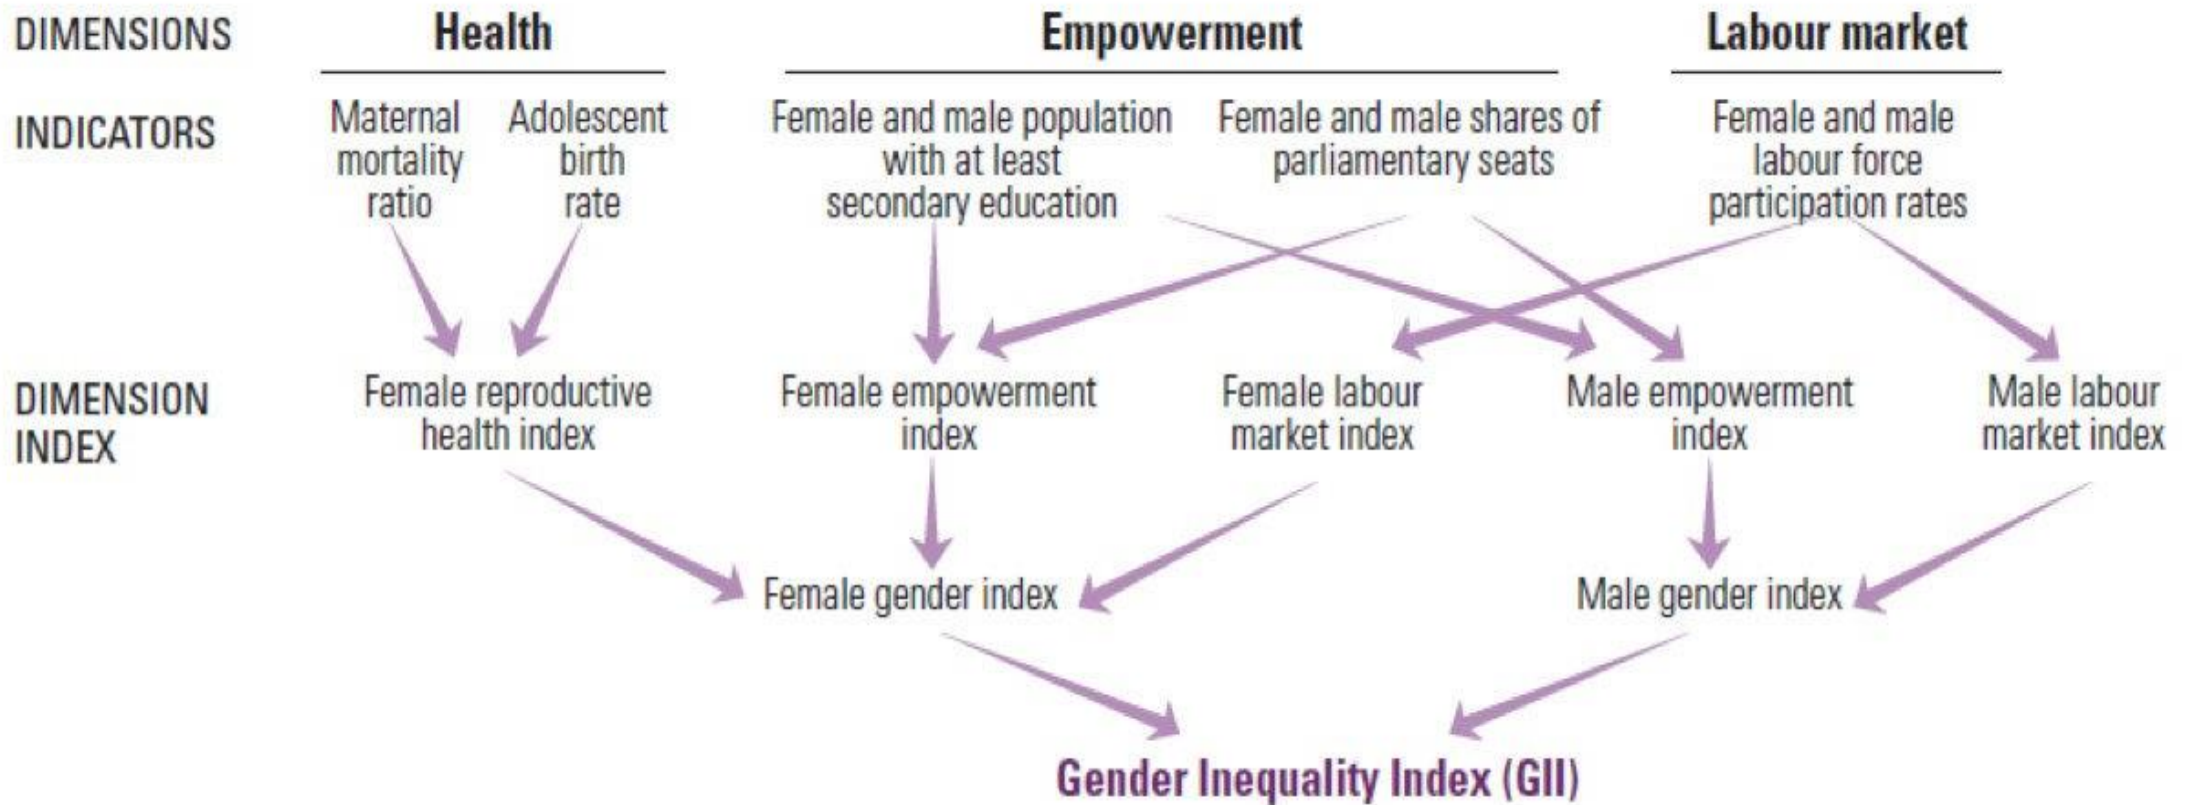 DIMENSIONS
Health
Empowerment
Labour market
INDICATORS
Maternal
mortality
ratio
Adolescent
birth
rate
Female and male population
with at least
secondary education
Female and male shares of
parliamentary seats
Female and male
labour force
participation rates
DIMENSION
INDEX
Female reproductive
health index
Female empowerment
index
Female labour
market index
Male empowerment
index
Male labour
market index
Female gender index
Male gender index
Gender Inequality Index (GII)